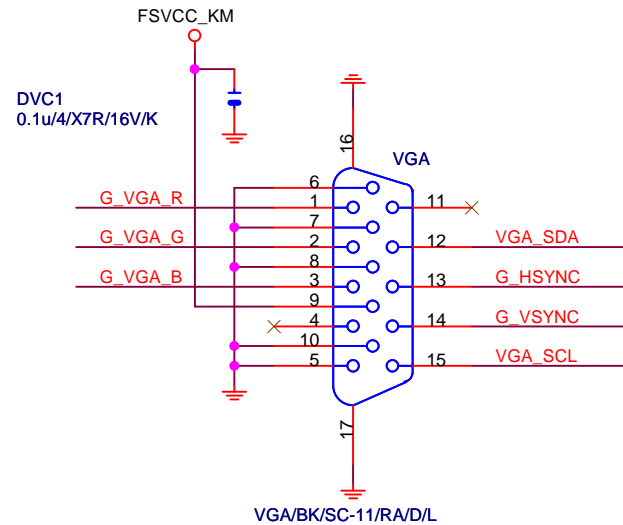 FSVCC_KM
DVC1
0.1u/4/X7R/16V/K
16
VGA
6
G_VGA_R
1
11
7
G_VGA_G
2
12
VGA_SDA
8
G_VGA_B
3
13
G_HSYNC
9
4
14
G_VSYNC
10
5
15
VGA_SCL
17
VGA/BK/SC-11/RA/D/L